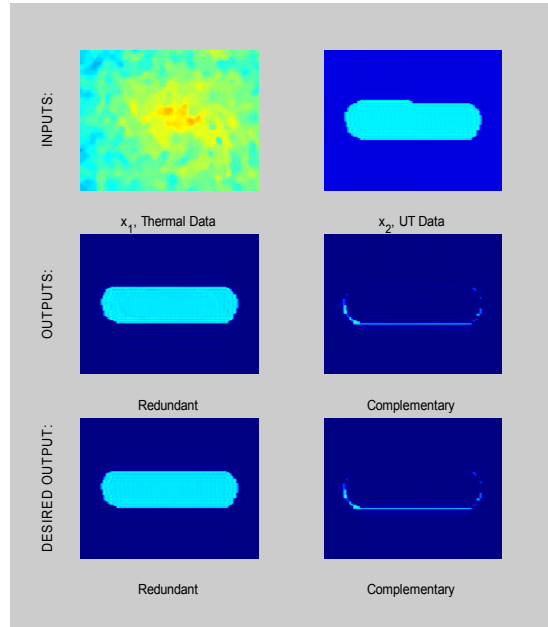 INPUTS:
x1, Thermal Data
x2, UT Data
OUTPUTS:
Redundant
Complementary
DESIRED OUTPUT:
Redundant
Complementary